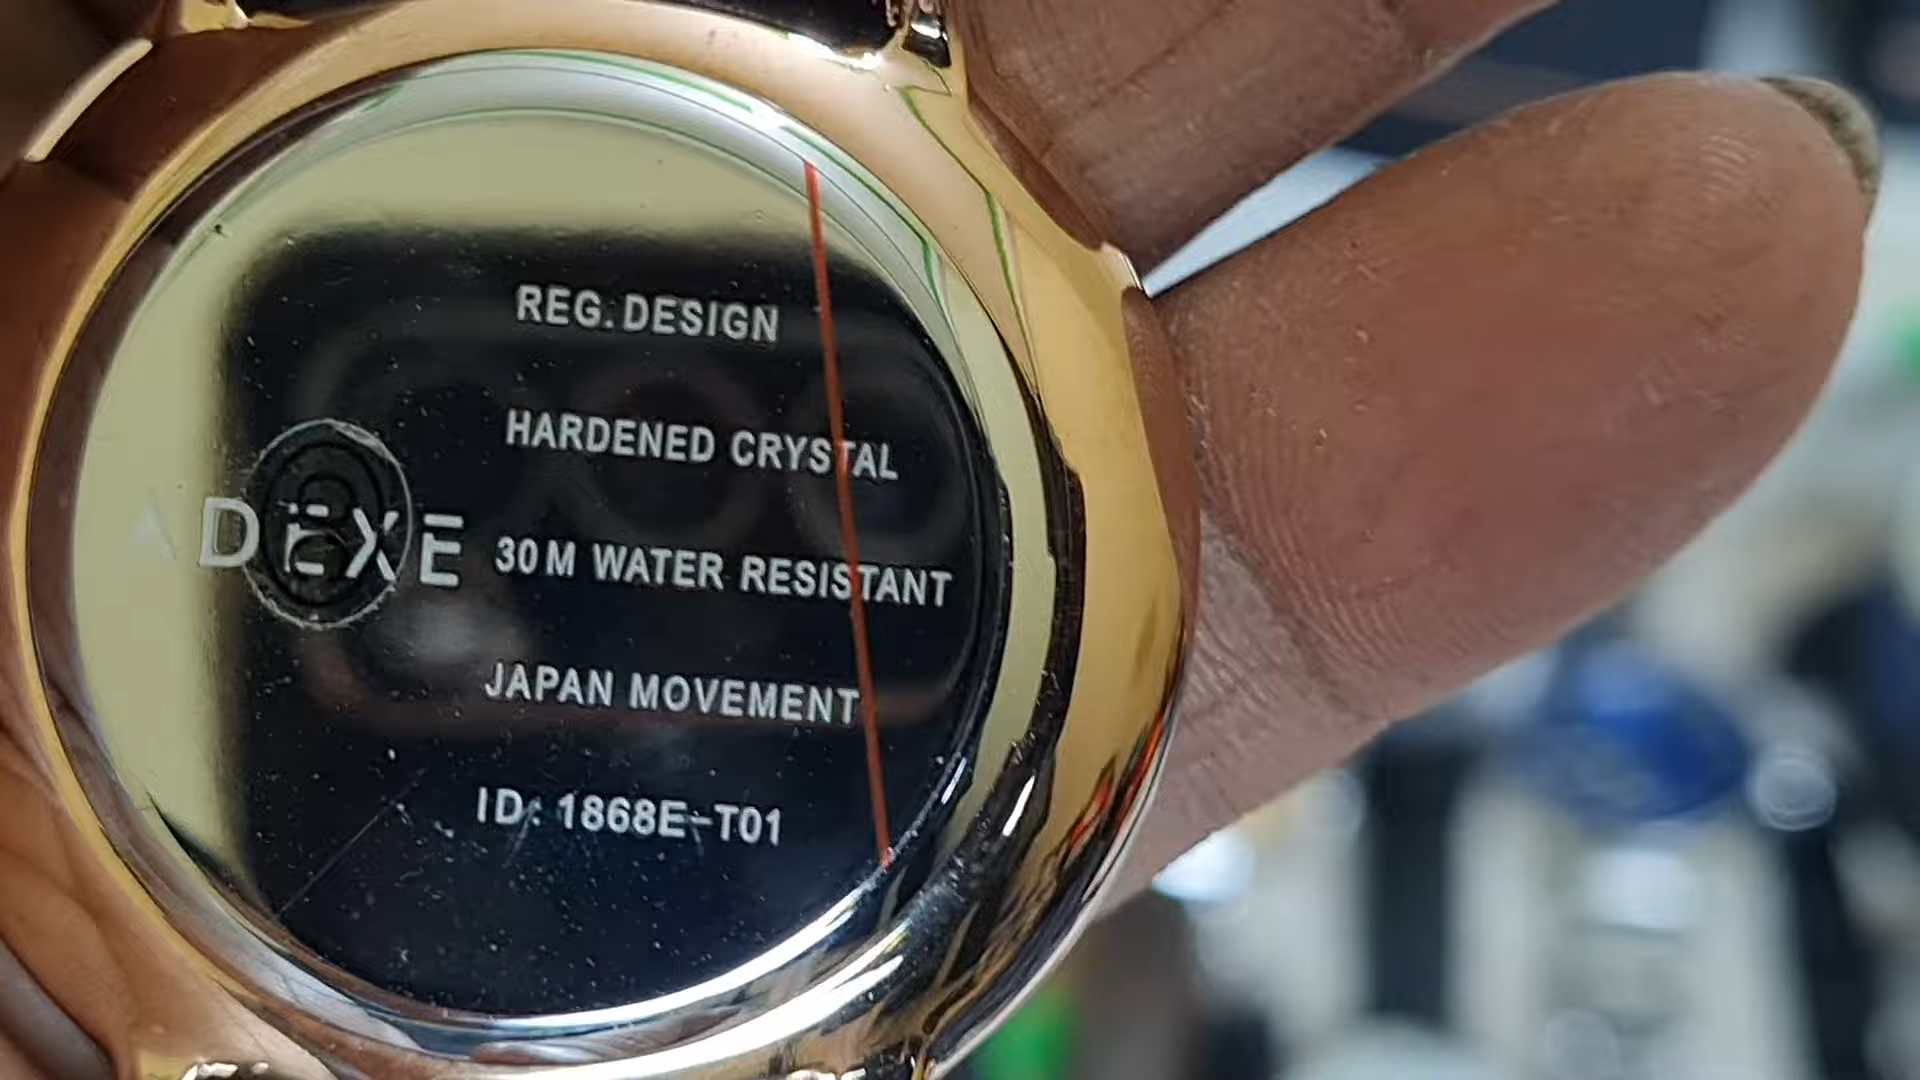 REG. DESIGN
HARDENED CRYSTAL
ADEXE
30M WATER RESISTANT
JAPAN MOVEMENT
ID: 1868E-T01